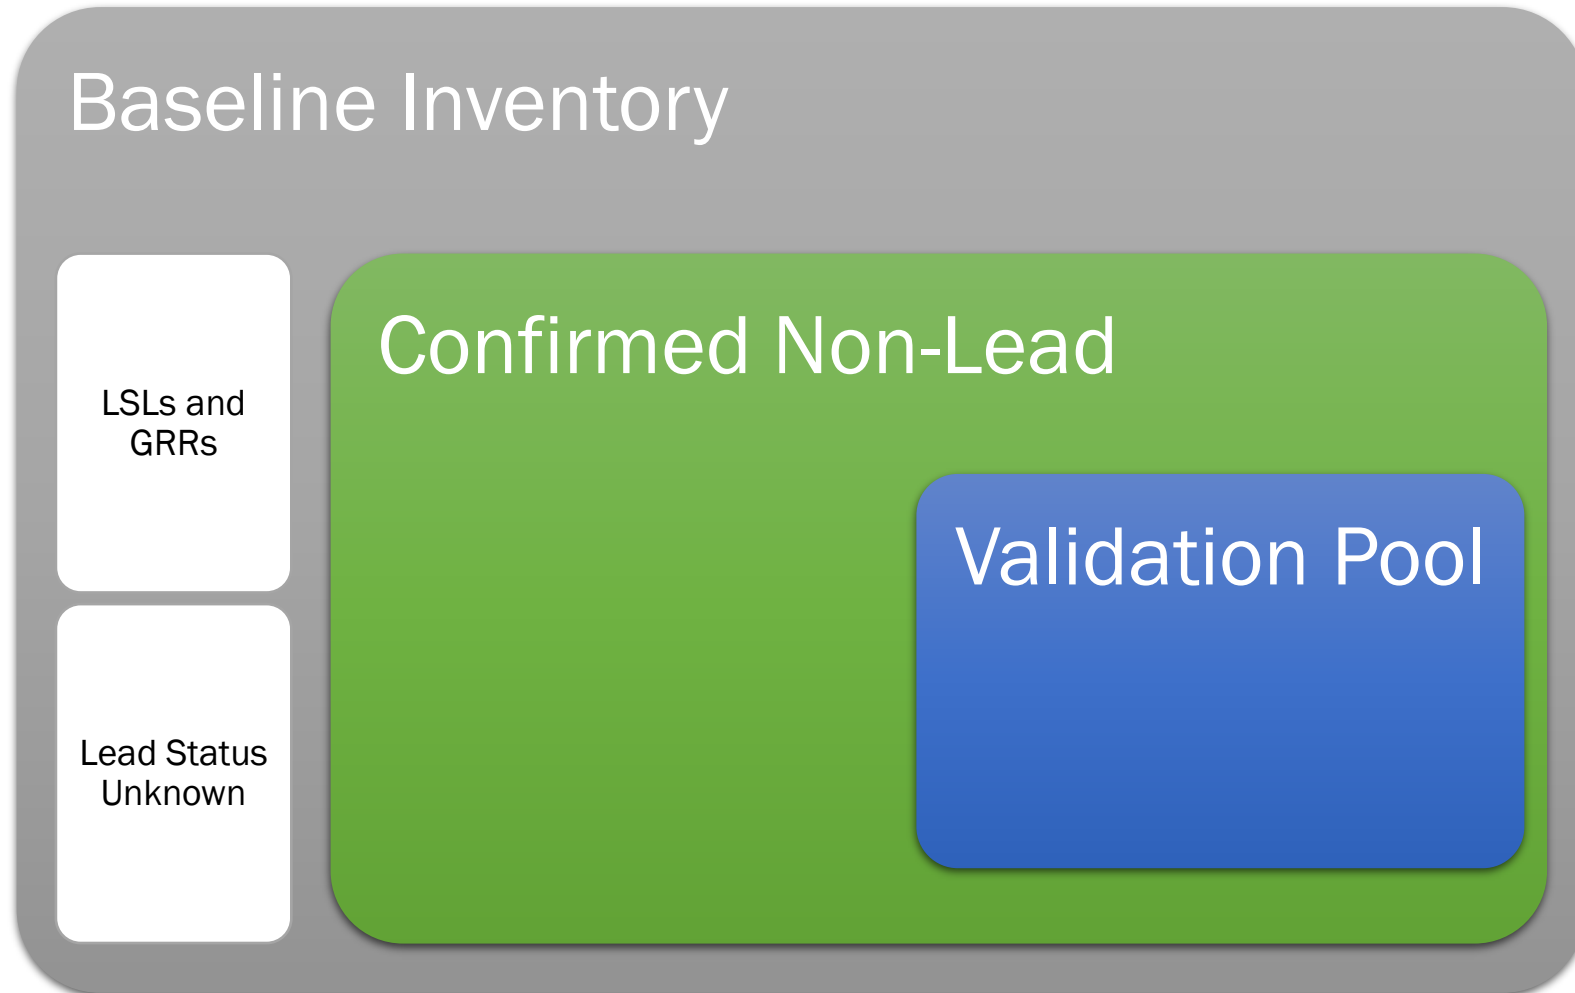 Baseline Inventory
LSLs and
GRRs
Lead Status
Unknown
Confirmed Non-Lead
Validation Pool